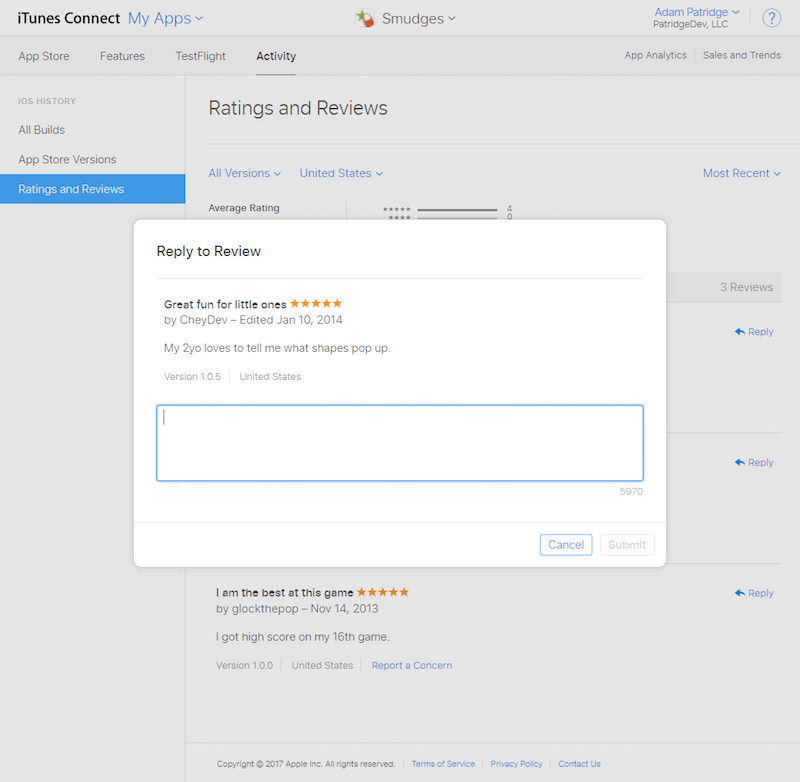 iTunes Connect My Apps Smudges Adam Patridge
PatridgeDev, LLC
?
App Store Features TestFlight Activity App Analytics Sales and Trends
iOS HISTORY
All Builds
App Store Versions
Ratings and Reviews
Ratings and Reviews
All Versions United States Most Recent
Average Rating
4
0
3 Reviews
Reply
Reply to Review
Great fun for little ones ★★★★★
by CheyDev – Edited Jan 10, 2014
My 2yo loves to tell me what shapes pop up.
Version 1.0.5 United States
5970
Cancel Submit
Reply
I am the best at this game ★★★★★
by glockthepop – Nov 14, 2013
I got high score on my 16th game.
Version 1.0.0 United States Report a Concern
Reply
Copyright © 2017 Apple Inc. All rights reserved. Terms of Service Privacy Policy Contact Us